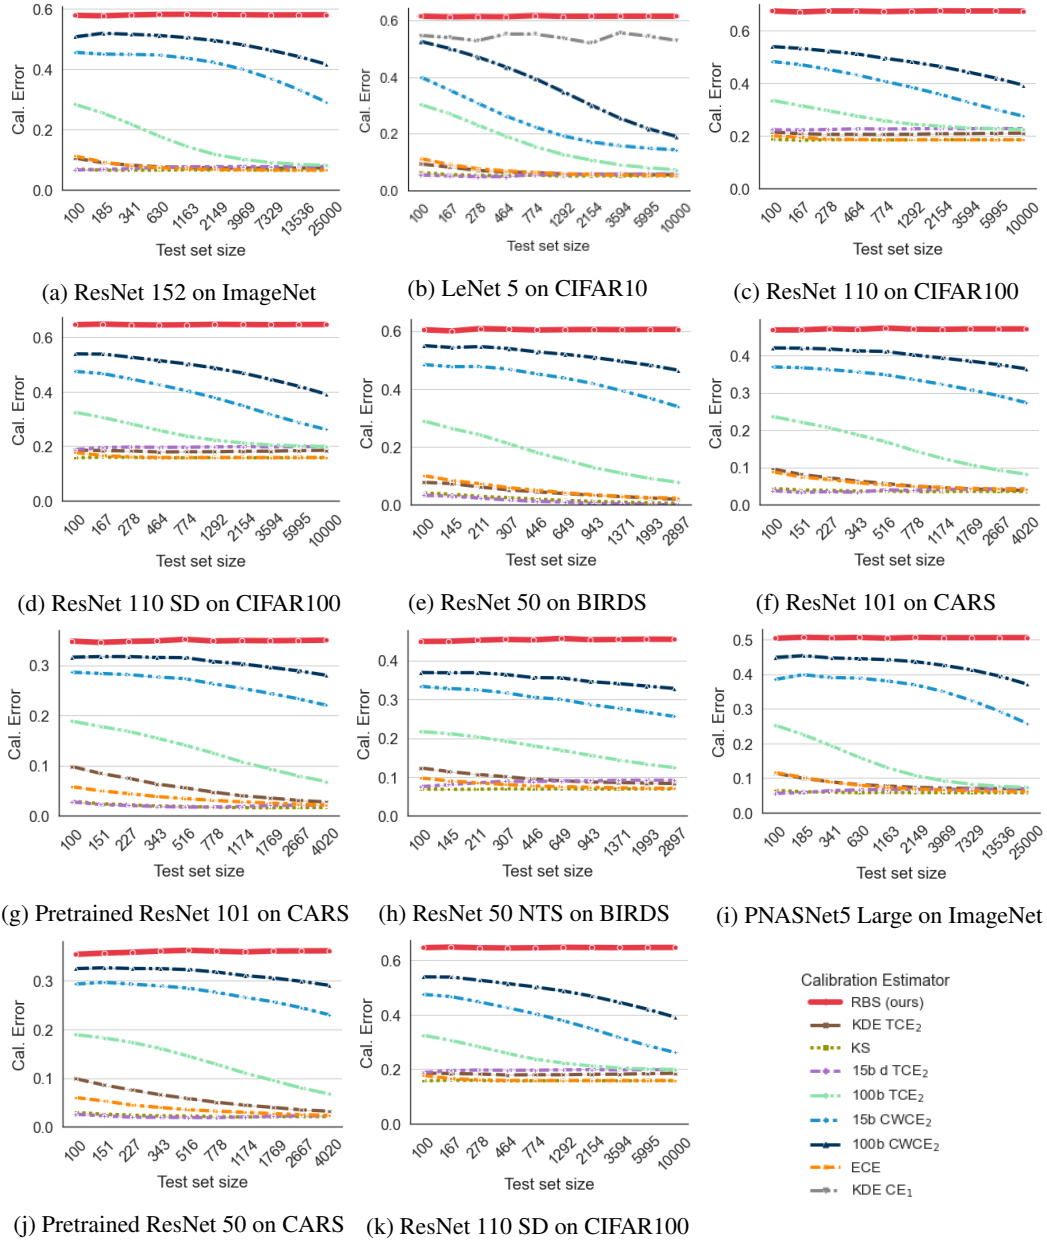 0.6
0.4
0.2
0.0
Cal. Error
100 185 341 630 1163 2149 3969 7329 13536 25000
Test set size
(a) ResNet 152 on ImageNet
0.6
0.4
0.2
0.0
Cal. Error
100 167 278 464 774 1292 2154 3594 5995 10000
Test set size
(b) LeNet 5 on CIFAR10
0.6
0.4
0.2
0.0
Cal. Error
100 167 278 464 774 1292 2154 3594 5995 10000
Test set size
(c) ResNet 110 on CIFAR100
0.6
0.4
0.2
0.0
Cal. Error
100 167 278 464 774 1292 2154 3594 5995 10000
Test set size
(d) ResNet 110 SD on CIFAR100
0.6
0.4
0.2
0.0
Cal. Error
100 145 211 307 446 649 943 1371 1993 2897
Test set size
(e) ResNet 50 on BIRDS
0.4
0.3
0.2
0.1
0.0
Cal. Error
100 151 227 343 516 778 1174 1769 2667 4020
Test set size
(f) ResNet 101 on CARS
0.3
0.2
0.1
0.0
Cal. Error
100 151 227 343 516 778 1174 1769 2667 4020
Test set size
(g) Pretrained ResNet 101 on CARS
0.4
0.3
0.2
0.1
0.0
Cal. Error
100 145 211 307 446 649 943 1371 1993 2897
Test set size
(h) ResNet 50 NTS on BIRDS
0.5
0.4
0.3
0.2
0.1
0.0
Cal. Error
100 185 341 630 1163 2149 3969 7329 13536 25000
Test set size
(i) PNASNet5 Large on ImageNet
0.3
0.2
0.1
0.0
Cal. Error
100 151 227 343 516 778 1174 1769 2667 4020
Test set size
(j) Pretrained ResNet 50 on CARS
0.6
0.4
0.2
0.0
Cal. Error
100 167 278 464 774 1292 2154 3594 5995 10000
Test set size
(k) ResNet 110 SD on CIFAR100
Calibration Estimator
RBS (ours)
KDE TCE₂
KS
15b d TCE₂
100b TCE₂
15b CWCE₂
100b CWCE₂
ECE
KDE CE₁